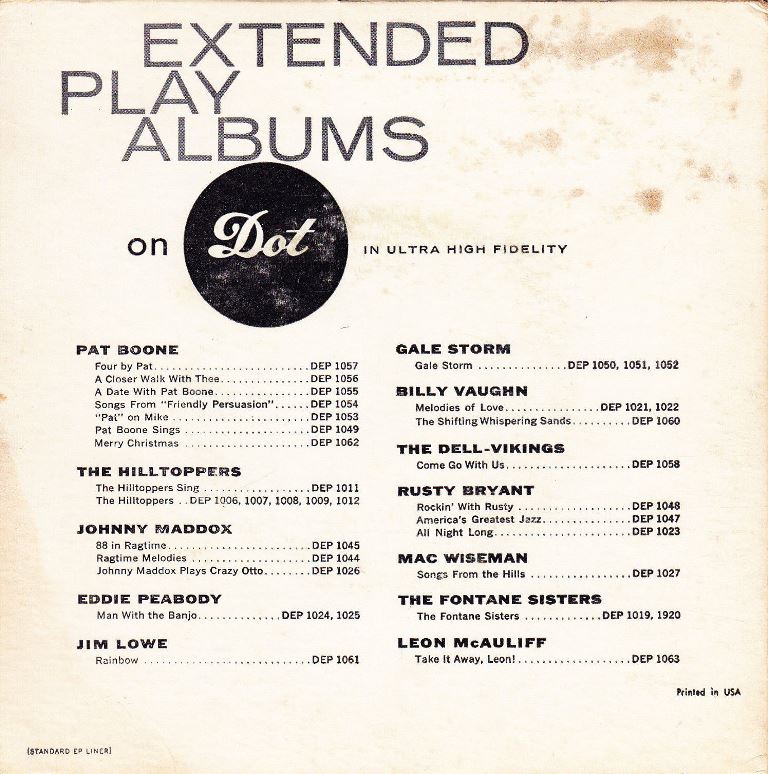 EXTENDED
PLAY
ALBUMS
on Dot IN ULTRA HIGH FIDELITY
PAT BOONE
Four by Pat........................DEP 1057
A Closer Walk With Thee..............DEP 1056
A Date With Pat Boone...............DEP 1055
Songs From "Friendly Persuasion".....DEP 1054
"Pat" on Mike......................DEP 1053
Pat Boone Sings ....................DEP 1049
Merry Christmas ....................DEP 1062
THE HILLTOPPERS
The Hilltoppers Sing ................DEP 1011
The Hilltoppers ..DEP 1006, 1007, 1008, 1009, 1012
JOHNNY MADDOX
88 in Ragtime......................DEP 1045
Ragtime Melodies ...................DEP 1044
Johnny Maddox Plays Crazy Otto.......DEP 1026
EDDIE PEABODY
Man With the Banjo.............DEP 1024, 1025
JIM LOWE
Rainbow ..........................DEP 1061
GALE STORM
Gale Storm ..............DEP 1050, 1051, 1052
BILLY VAUGHN
Melodies of Love...............DEP 1021, 1022
The Shifting Whispering Sands.........DEP 1060
THE DELL-VIKINGS
Come Go With Us....................DEP 1058
RUSTY BRYANT
Rockin' With Rusty ..................DEP 1048
America's Greatest Jazz..............DEP 1047
All Night Long......................DEP 1023
MAC WISEMAN
Songs From the Hills ................DEP 1027
THE FONTANE SISTERS
The Fontane Sisters ............DEP 1019, 1920
LEON McAULIFF
Take It Away, Leon!..................DEP 1063
Printed in USA
(STANDARD EP LINER)